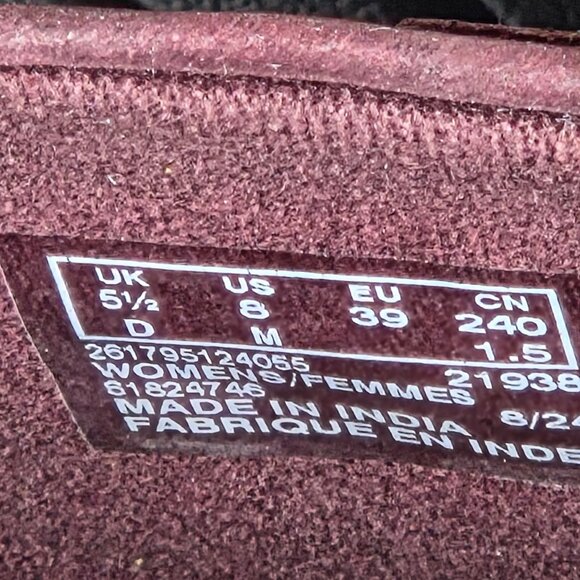 UK US EU CN
5½ 8 39 240
D M 1.5
261795124055 21938
WOMENS/FEMMES
61824746
MADE IN INDIA 8/24
FABRIQUE EN INDE